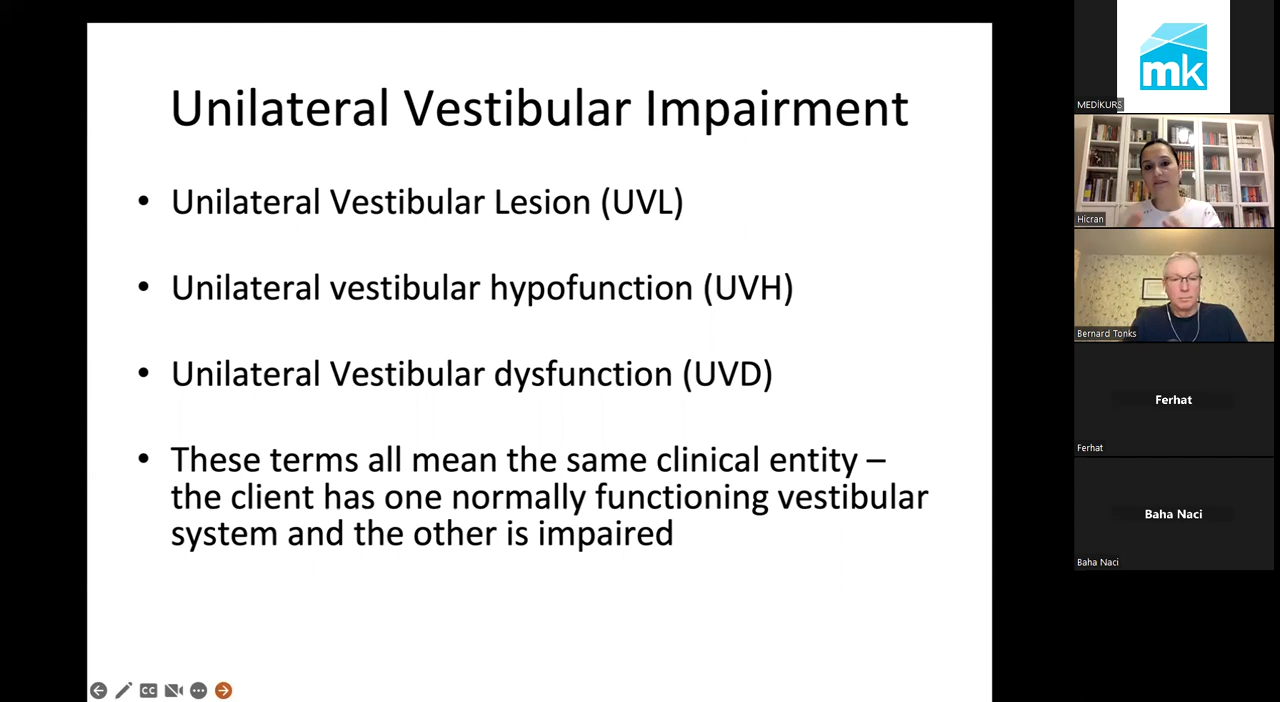 Unilateral Vestibular Impairment
• Unilateral Vestibular Lesion (UVL)
• Unilateral vestibular hypofunction (UVH)
• Unilateral Vestibular dysfunction (UVD)
• These terms all mean the same clinical entity –
the client has one normally functioning vestibular
system and the other is impaired
CC
mk
MEDİKURS
Hicran
Bernard Tonks
Ferhat
Ferhat
Baha Naci
Baha Naci